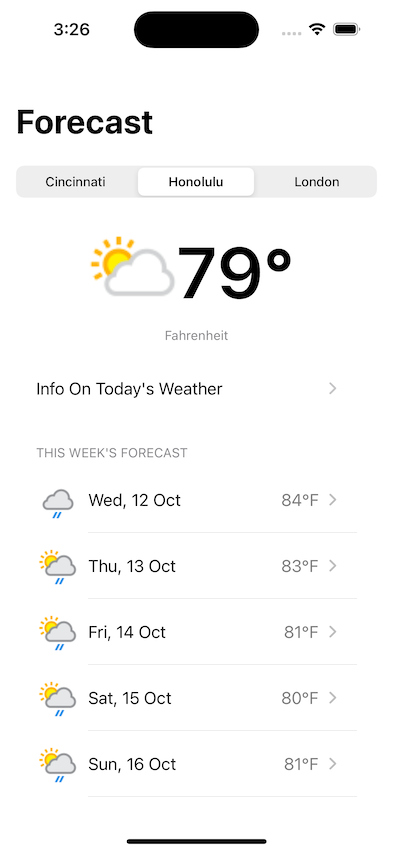 3:26
Forecast
Cincinnati Honolulu London
79°
Fahrenheit
Info On Today's Weather
THIS WEEK'S FORECAST
Wed, 12 Oct 84°F
Thu, 13 Oct 83°F
Fri, 14 Oct 81°F
Sat, 15 Oct 80°F
Sun, 16 Oct 81°F